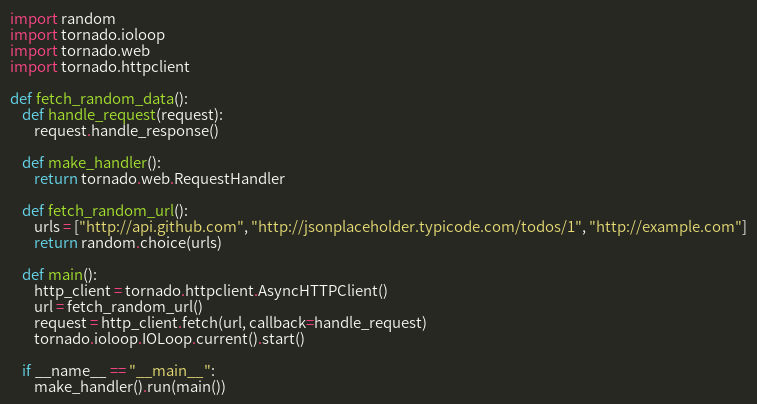 import random
import tornado.ioloop
import tornado.web
import tornado.httpclient

def fetch_random_data():
    def handle_request(request):
        request.handle_response()

    def make_handler():
        return tornado.web.RequestHandler

    def fetch_random_url():
        urls = ["http://api.github.com", "http://jsonplaceholder.typicode.com/todos/1", "http://example.com"]
        return random.choice(urls)

    def main():
        http_client = tornado.httpclient.AsyncHTTPClient()
        url = fetch_random_url()
        request = http_client.fetch(url, callback=handle_request)
        tornado.ioloop.IOLoop.current().start()

    if __name__ == "__main__":
        make_handler().run(main())